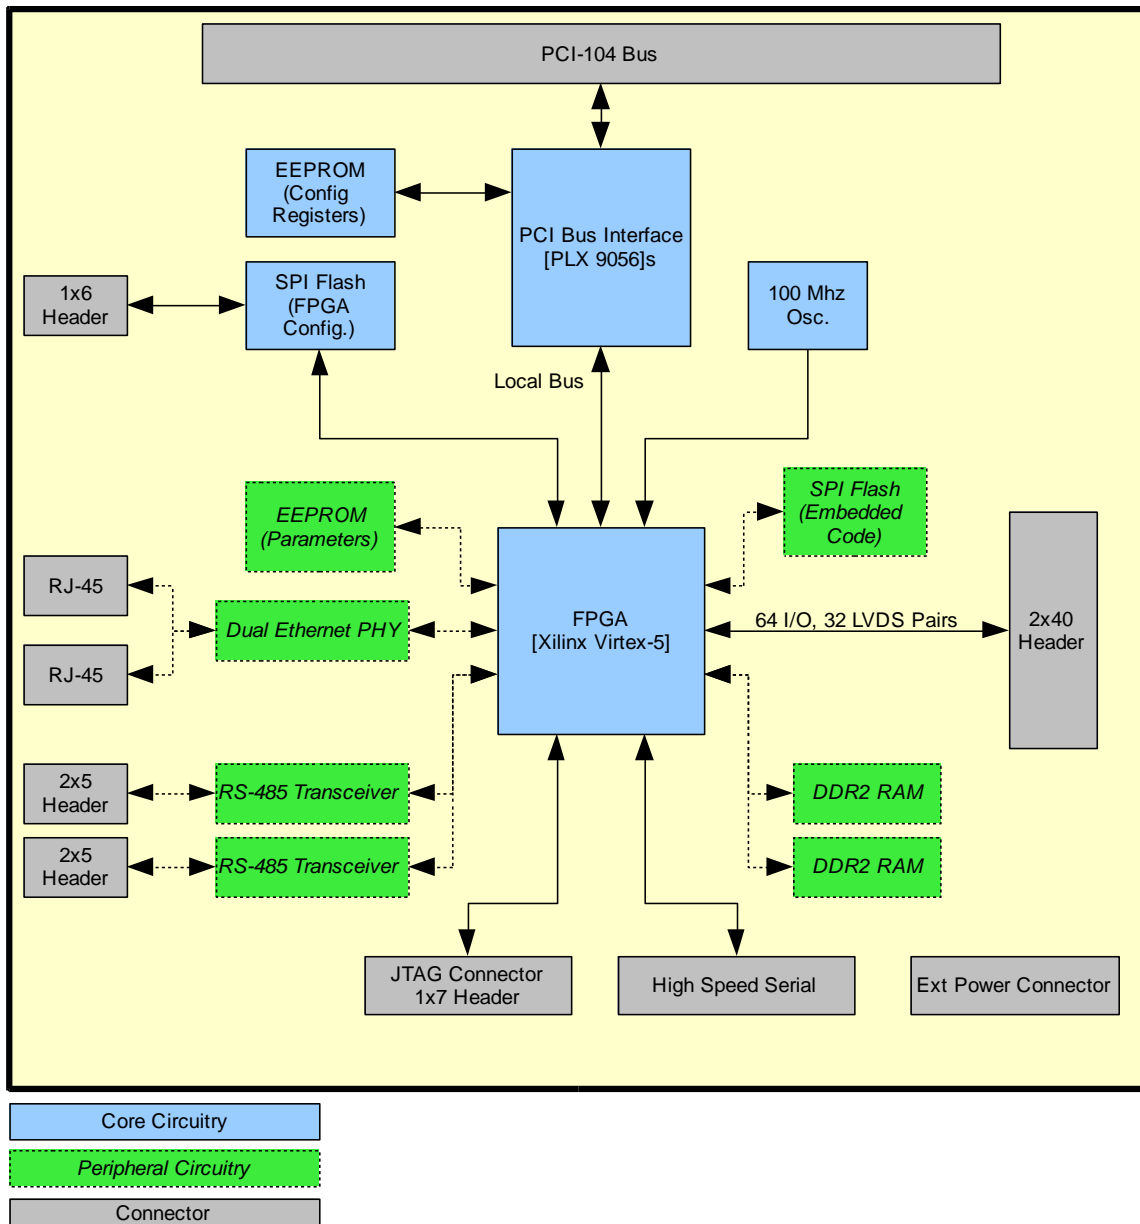 PCI-104 Bus
EEPROM
(Config
Registers)
PCI Bus Interface
[PLX 9056]s
1x6
Header
SPI Flash
(FPGA
Config.)
100 Mhz
Osc.
Local Bus
EEPROM
(Parameters)
SPI Flash
(Embedded
Code)
RJ-45
Dual Ethernet PHY
RJ-45
FPGA
[Xilinx Virtex-5]
64 I/O, 32 LVDS Pairs
2x40
Header
2x5
Header
RS-485 Transceiver
DDR2 RAM
2x5
Header
RS-485 Transceiver
DDR2 RAM
JTAG Connector
1x7 Header
High Speed Serial
Ext Power Connector
Core Circuitry
Peripheral Circuitry
Connector